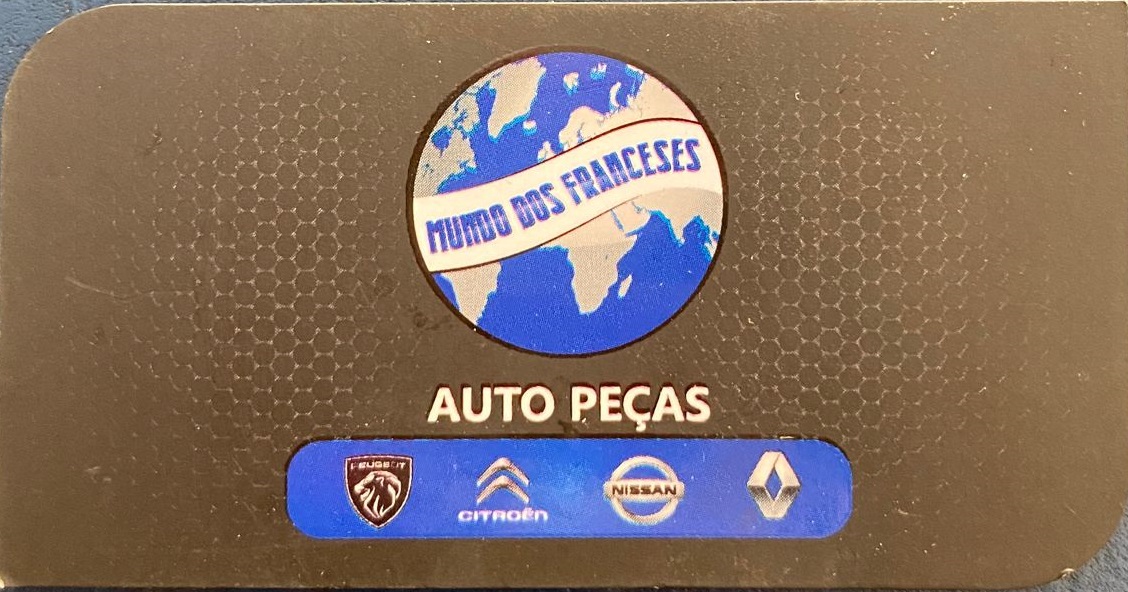 MUNDO DOS FRANCESES
AUTO PEÇAS
PEUGEOT
CITROËN
NISSAN